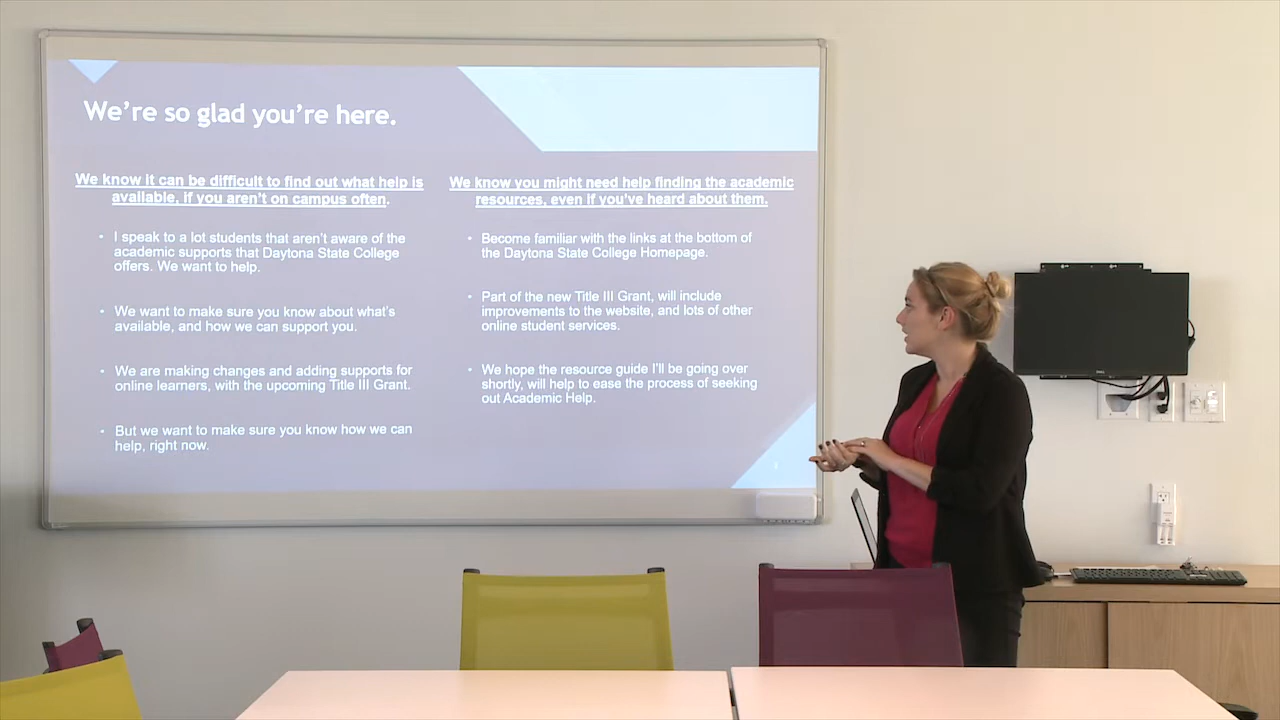 We're so glad you're here.
We know it can be difficult to find out what help is
available, if you aren't on campus often.
• I speak to a lot students that aren't aware of the
academic supports that Daytona State College
offers. We want to help.
• We want to make sure you know about what's
available, and how we can support you.
• We are making changes and adding supports for
online learners, with the upcoming Title III Grant.
• But we want to make sure you know how we can
help, right now.
We know you might need help finding the academic
resources, even if you've heard about them.
• Become familiar with the links at the bottom of
the Daytona State College Homepage.
• Part of the new Title III Grant, will include
improvements to the website, and lots of other
online student services.
• We hope the resource guide I'll be going over
shortly, will help to ease the process of seeking
out Academic Help.